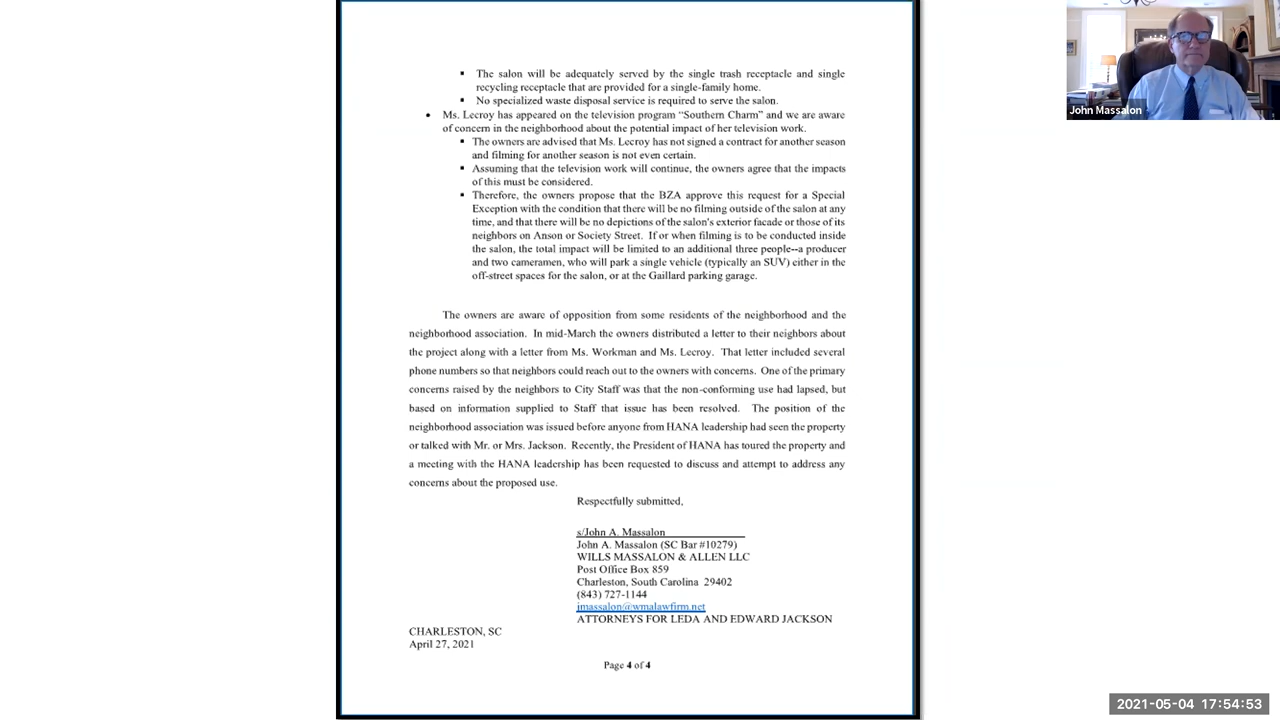 ▪ The salon will be adequately served by the single trash receptacle and single
recycling receptacle that are provided for a single-family home.
▪ No specialized waste disposal service is required to serve the salon.
• Ms. Lecroy has appeared on the television program “Southern Charm” and we are aware
of concern in the neighborhood about the potential impact of her television work.
▪ The owners are advised that Ms. Lecroy has not signed a contract for another season
and filming for another season is not even certain.
▪ Assuming that the television work will continue, the owners agree that the impacts
of this must be considered.
▪ Therefore, the owners propose that the BZA approve this request for a Special
Exception with the condition that there will be no filming outside of the salon at any
time, and that there will be no depictions of the salon's exterior facade or those of its
neighbors on Anson or Society Street. If or when filming is to be conducted inside
the salon, the total impact will be limited to an additional three people--a producer
and two cameramen, who will park a single vehicle (typically an SUV) either in the
off-street spaces for the salon, or at the Gaillard parking garage.
The owners are aware of opposition from some residents of the neighborhood and the
neighborhood association. In mid-March the owners distributed a letter to their neighbors about
the project along with a letter from Ms. Workman and Ms. Lecroy. That letter included several
phone numbers so that neighbors could reach out to the owners with concerns. One of the primary
concerns raised by the neighbors to City Staff was that the non-conforming use had lapsed, but
based on information supplied to Staff that issue has been resolved. The position of the
neighborhood association was issued before anyone from HANA leadership had seen the property
or talked with Mr. or Mrs. Jackson. Recently, the President of HANA has toured the property and
a meeting with the HANA leadership has been requested to discuss and attempt to address any
concerns about the proposed use.
Respectfully submitted,
s/John A. Massalon
John A. Massalon (SC Bar #10279)
WILLS MASSALON & ALLEN LLC
Post Office Box 859
Charleston, South Carolina 29402
(843) 727-1144
jmassalon@wmalawfirm.net
ATTORNEYS FOR LEDA AND EDWARD JACKSON
CHARLESTON, SC
April 27, 2021
Page 4 of 4
John Massalon
2021-05-04 17:54:53